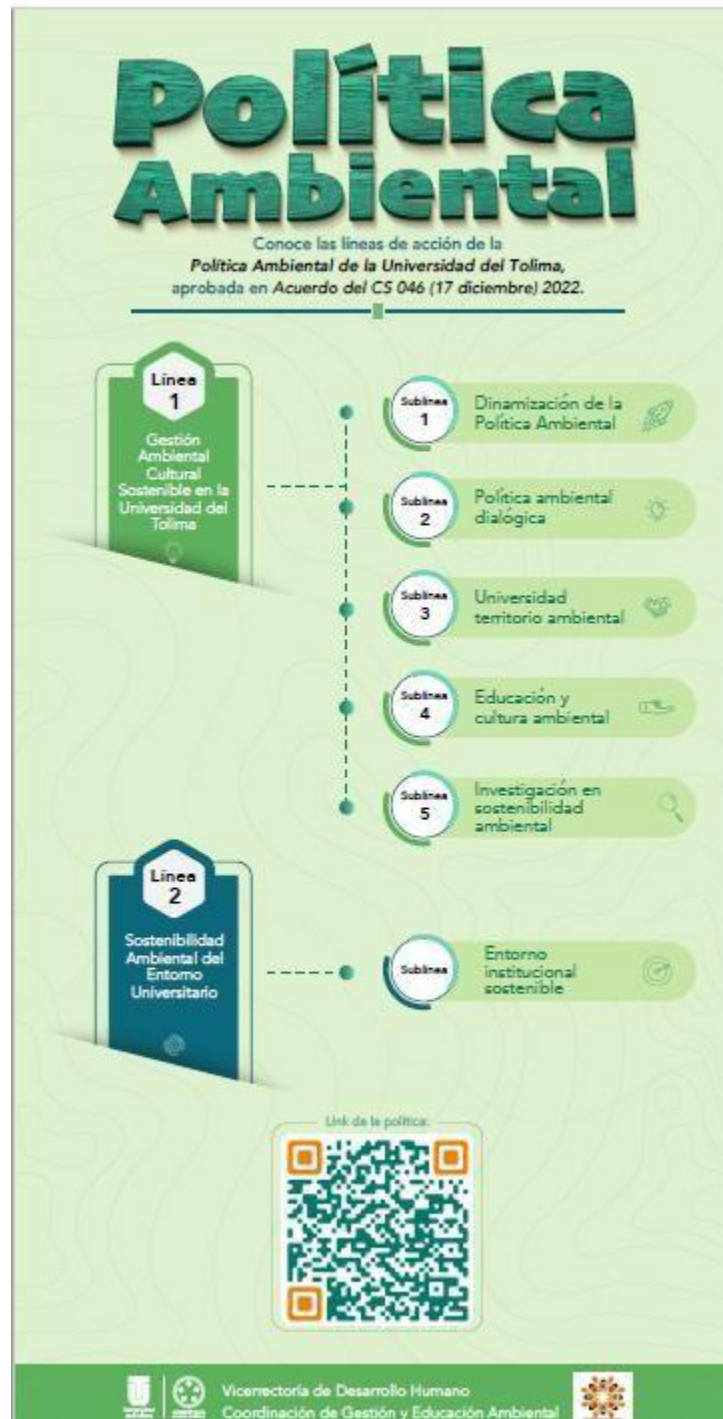 Política
Ambiental
Conoce las líneas de acción de la
Política Ambiental de la Universidad del Tolima,
aprobada en Acuerdo del CS 046 (17 diciembre) 2022.
Línea
1
Gestión
Ambiental
Cultural
Sostenible en la
Universidad del
Tolima
Sublínea
1
Dinamización de la
Política Ambiental
Sublínea
2
Política ambiental
dialógica
Sublínea
3
Universidad
territorio ambiental
Sublínea
4
Educación y
cultura ambiental
Sublínea
5
Investigación en
sostenibilidad
ambiental
Línea
2
Sostenibilidad
Ambiental del
Entorno
Universitario
Sublínea
Entorno
institucional
sostenible
Link de la política:
Vicerrectoría de Desarrollo Humano
Coordinación de Gestión y Educación Ambiental